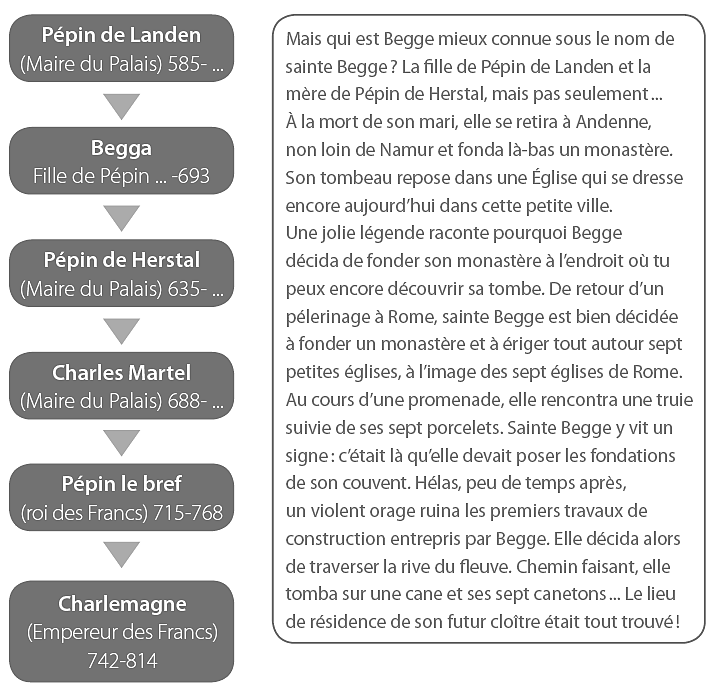 Pépin de Landen
(Maire du Palais) 585- ...
Begga
Fille de Pépin ... -693
Pépin de Herstal
(Maire du Palais) 635- ...
Charles Martel
(Maire du Palais) 688- ...
Pépin le bref
(roi des Francs) 715-768
Charlemagne
(Empereur des Francs)
742-814
Mais qui est Begge mieux connue sous le nom de
sainte Begge ? La fille de Pépin de Landen et la
mère de Pépin de Herstal, mais pas seulement ...
À la mort de son mari, elle se retira à Andenne,
non loin de Namur et fonda là-bas un monastère.
Son tombeau repose dans une Église qui se dresse
encore aujourd'hui dans cette petite ville.
Une jolie légende raconte pourquoi Begge
décida de fonder son monastère à l'endroit où tu
peux encore découvrir sa tombe. De retour d'un
pélerinage à Rome, sainte Begge est bien décidée
à fonder un monastère et à ériger tout autour sept
petites églises, à l'image des sept églises de Rome.
Au cours d'une promenade, elle rencontra une truie
suivie de ses sept porcelets. Sainte Begge y vit un
signe : c'était là qu'elle devait poser les fondations
de son couvent. Hélas, peu de temps après,
un violent orage ruina les premiers travaux de
construction entrepris par Begge. Elle décida alors
de traverser la rive du fleuve. Chemin faisant, elle
tomba sur une cane et ses sept canetons ... Le lieu
de résidence de son futur cloître était tout trouvé !